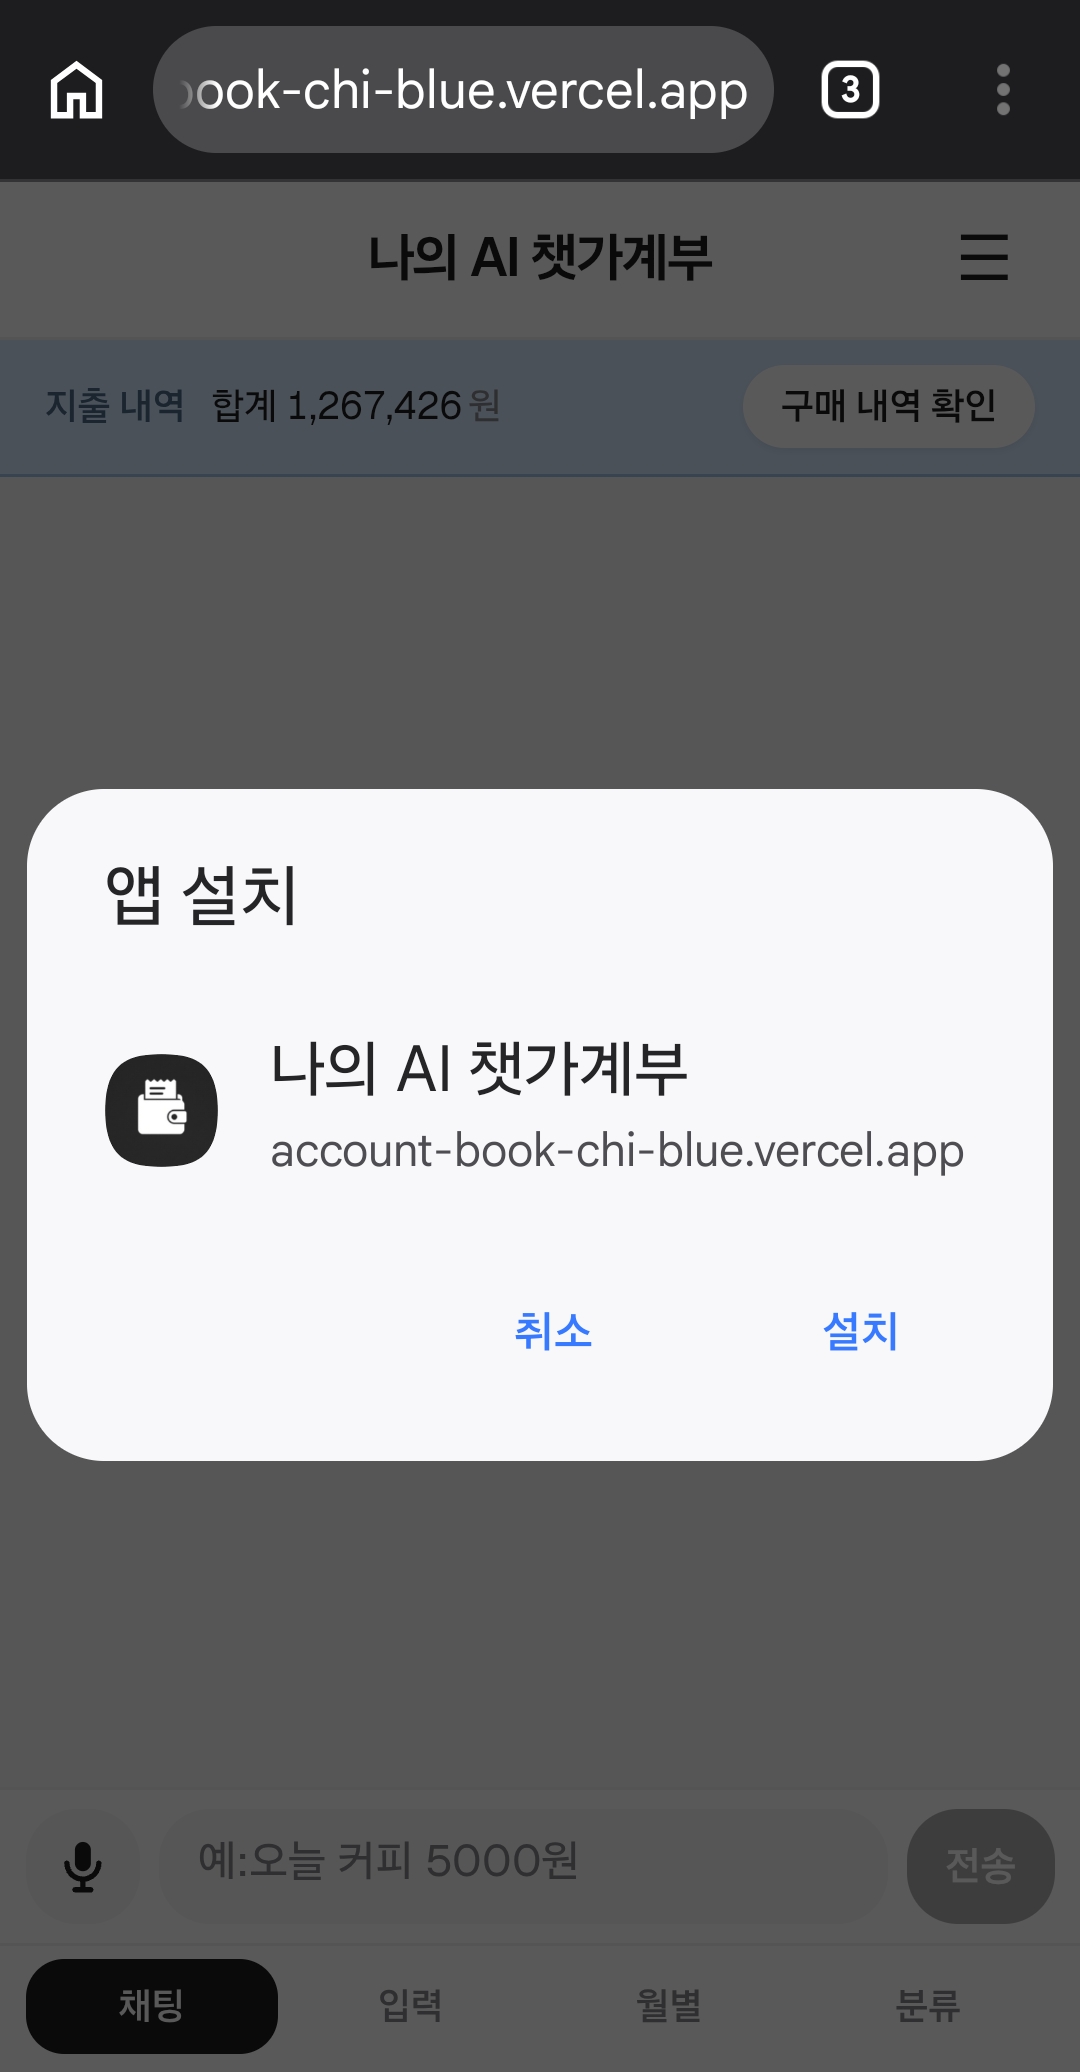 ook-chi-blue.vercel.app
3
나의 AI 챗가계부
지출 내역 합계 1,267,426 원
구매 내역 확인
앱 설치
나의 AI 챗가계부
account-book-chi-blue.vercel.app
취소 설치
예:오늘 커피 5000원
전송
채팅 입력 월별 분류